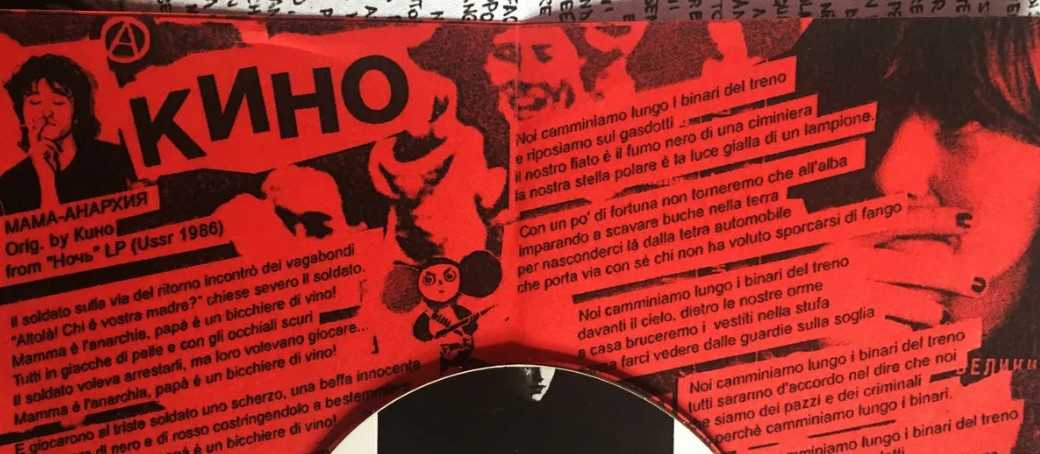 КИНО
МАМА-АНАРХИЯ
Orig. by Кино
from "Ночь" LP (Ussr 1986)
Il soldato sulla via del ritorno incontrò dei vagabondi
"Altolà! Chi è vostra madre?" chiese severo il soldato.
Mamma é l'anarchia, papà é un bicchiere di vino!
Tutti in giacche di pelle e con gli occhiali scuri
Il soldato voleva arrestarli, ma loro volevano giocare...
Mamma é l'anarchia, papà é un bicchiere di vino!
E giocarono al triste soldato uno scherzo, una beffa innocente
di nero e di rosso costringendolo a
papà é un bicchiere di vino!
Noi camminiamo lungo i binari del treno
e riposiamo sui gasdotti
il nostro fiato è il fumo nero di una ciminiera
la nostra stella polare è la luce gialla di un lampione.
Con un po' di fortuna non torneremo che all'alba
imparando a scavare buche nella terra
per nasconderci là dalla tetra automobile
che porta via con sè chi non ha voluto sporcarsi di fango
Noi camminiamo lungo i binari del treno
davanti il cielo, dietro le nostre orme
a casa bruceremo i vestiti nella stufa
farci vedere dalle guardie sulla soglia
Noi camminiamo lungo i binari del treno
tutti saranno d'accordo nel dire che noi
siamo dei pazzi e dei criminali
perchè camminiamo lungo i binari.
camminiamo lungo i binari del treno